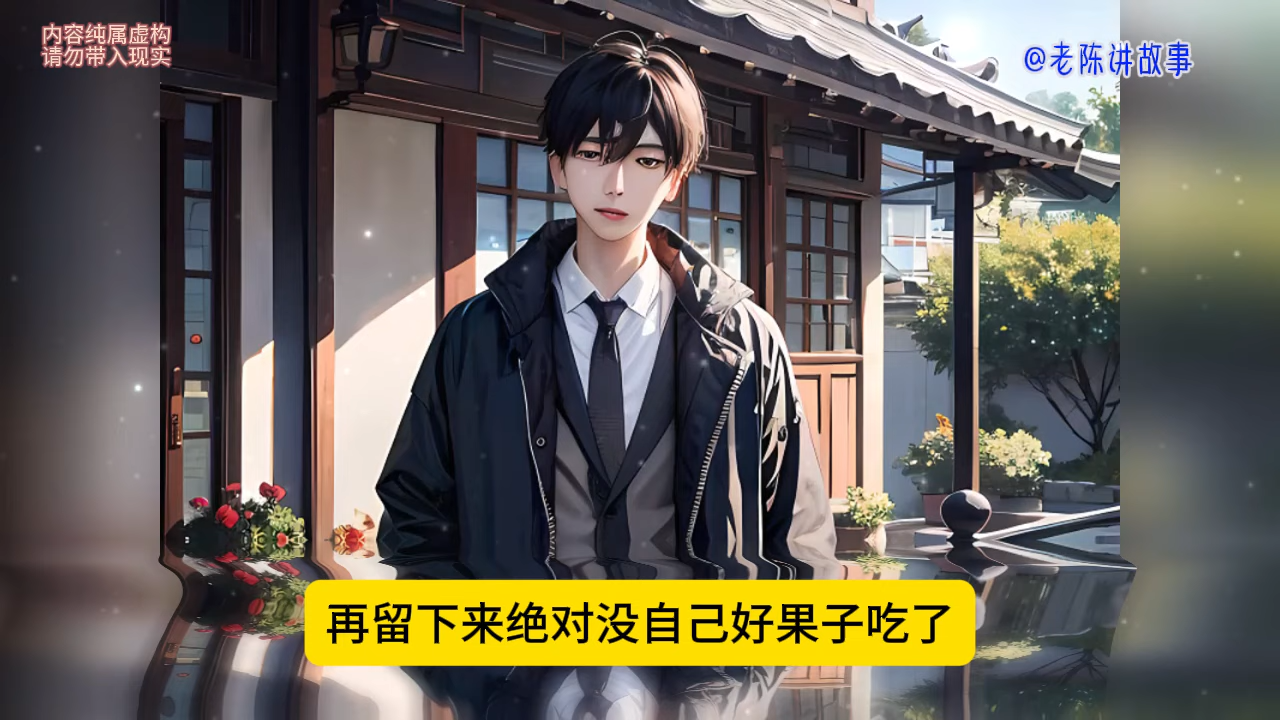 内容纯属虚构
请勿带入现实
@老陈讲故事
再留下来绝对没自己好果子吃了